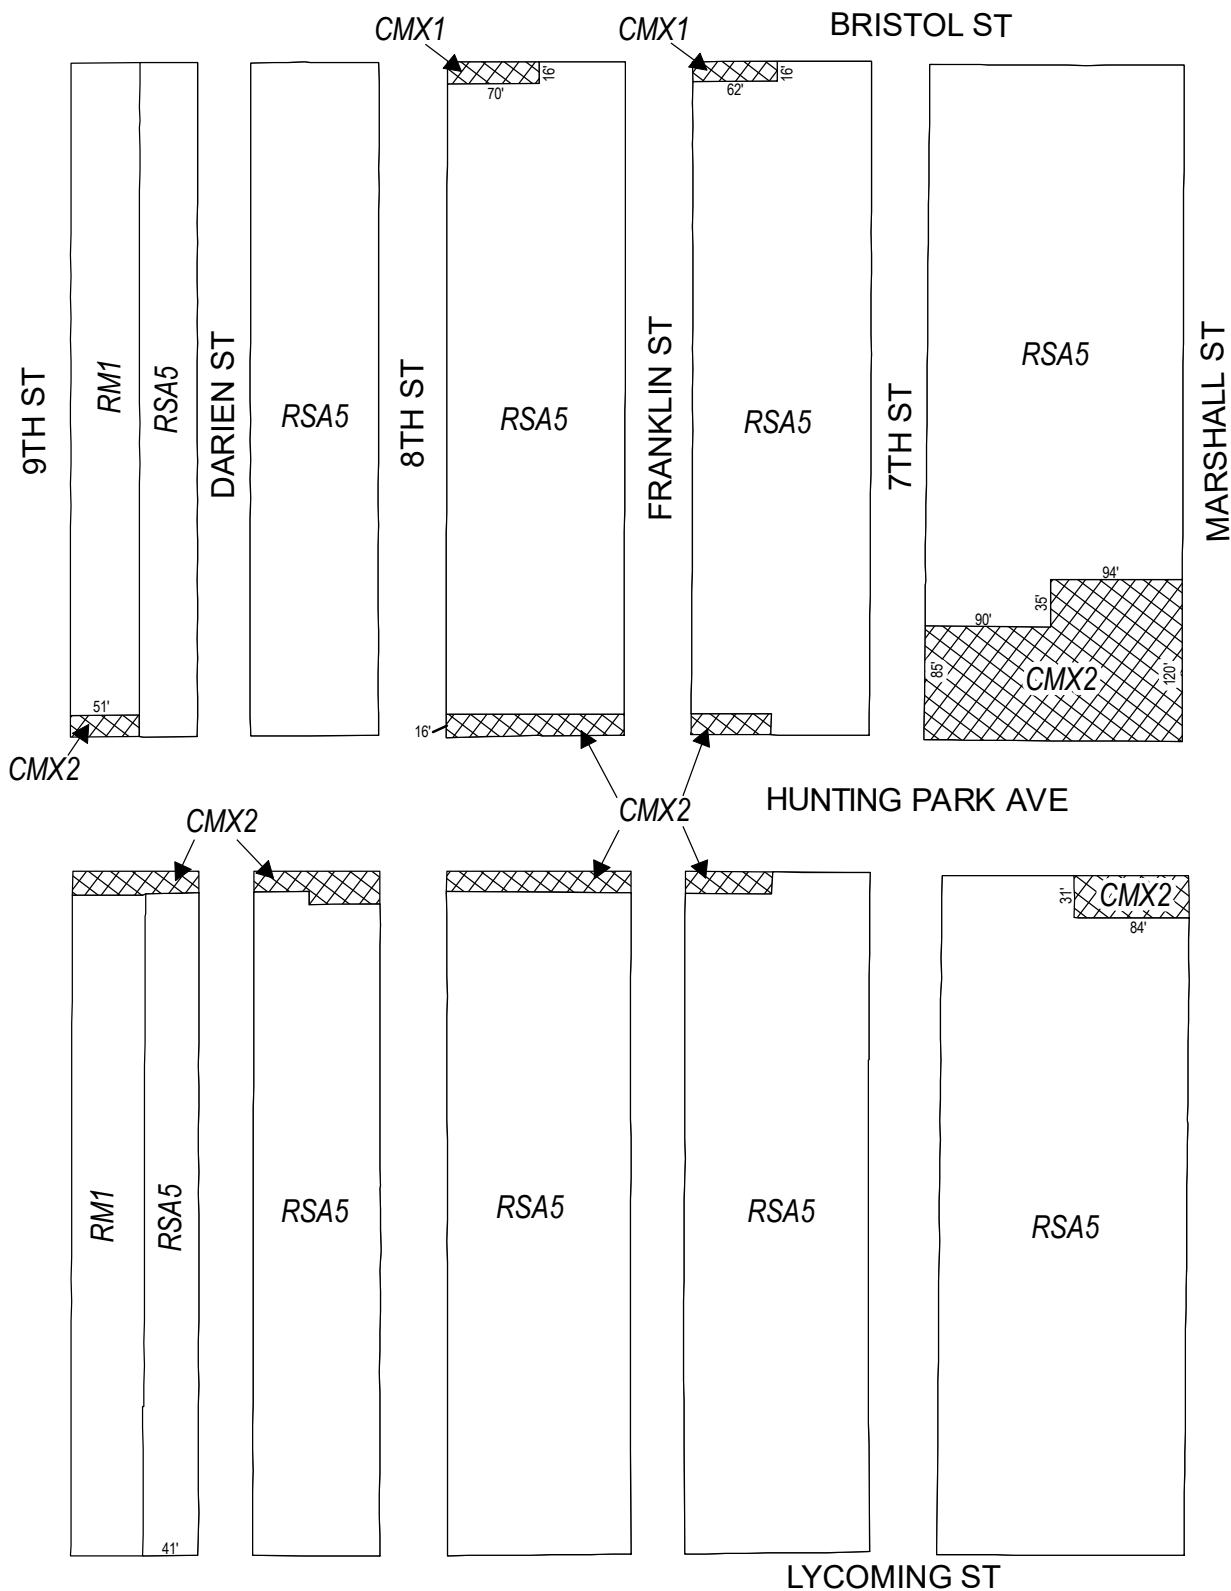 BRISTOL ST
CMX1
CMX1
16'
16'
70'
62'
9TH ST
RM1
RSA5
DARIEN ST
RSA5
8TH ST
RSA5
FRANKLIN ST
RSA5
7TH ST
RSA5
MARSHALL ST
94'
35'
90'
85'
CMX2
120'
51'
16'
CMX2
HUNTING PARK AVE
CMX2
CMX2
CMX2
31'
84'
RM1
RSA5
RSA5
RSA5
RSA5
RSA5
41'
LYCOMING ST